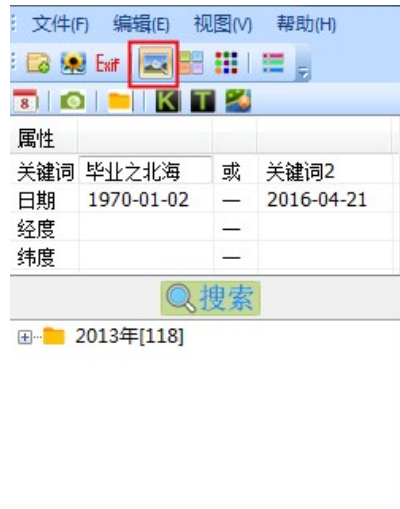 文件(F) 编辑(E) 视图(V) 帮助(H)
Exif
8 K T
属性
关键词 毕业之北海 或 关键词2
日期 1970-01-02 — 2016-04-21
经度 —
纬度 —
搜索
2013年[118]